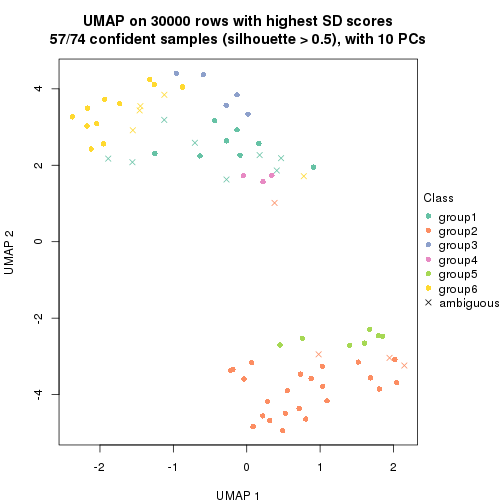 UMAP on 30000 rows with highest SD scores
57/74 confident samples (silhouette > 0.5), with 10 PCs
4
2
0
-2
-4
UMAP 2
-2
-1
0
1
2
UMAP 1
Class
group1
group2
group3
group4
group5
group6
ambiguous